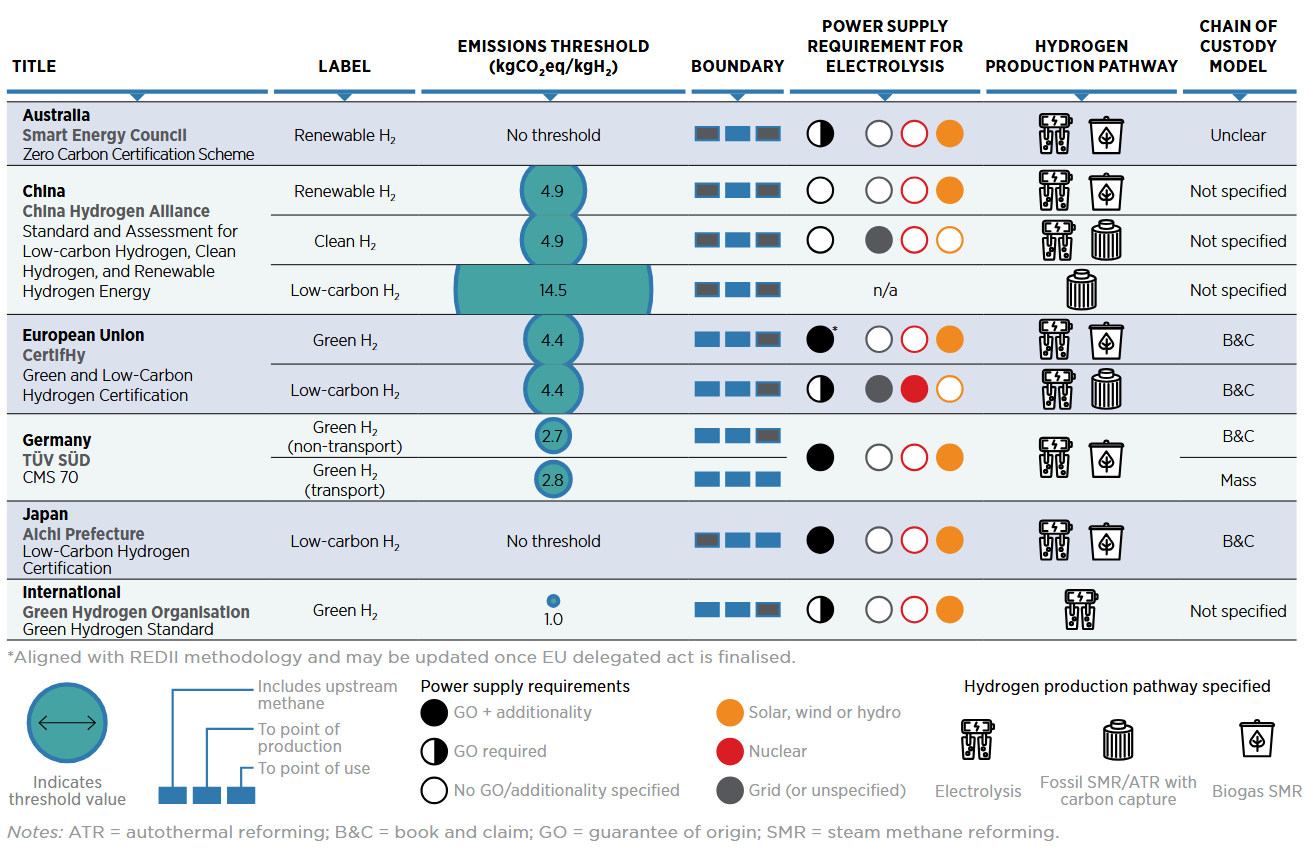 TITLE
LABEL
EMISSIONS THRESHOLD
(kgCO₂eq/kgH₂)
BOUNDARY
POWER SUPPLY
REQUIREMENT FOR
ELECTROLYSIS
HYDROGEN
PRODUCTION PATHWAY
CHAIN OF
CUSTODY
MODEL
Australia
Smart Energy Council
Zero Carbon Certification Scheme
Renewable H₂
No threshold
Unclear
China
China Hydrogen Alliance
Standard and Assessment for
Low-carbon Hydrogen, Clean
Hydrogen, and Renewable
Hydrogen Energy
Renewable H₂
4.9
Not specified
Clean H₂
4.9
Not specified
Low-carbon H₂
14.5
n/a
Not specified
European Union
CertifHy
Green and Low-Carbon
Hydrogen Certification
Green H₂
4.4
*
B&C
Low-carbon H₂
4.4
B&C
Germany
TÜV SÜD
CMS 70
Green H₂
(non-transport)
2.7
B&C
Green H₂
(transport)
2.8
Mass
Japan
Aichi Prefecture
Low-Carbon Hydrogen
Certification
Low-carbon H₂
No threshold
B&C
International
Green Hydrogen Organisation
Green Hydrogen Standard
Green H₂
1.0
Not specified
*Aligned with REDII methodology and may be updated once EU delegated act is finalised.
Indicates
threshold value
Includes upstream
methane
To point of
production
To point of use
Power supply requirements
GO + additionality
GO required
No GO/additionality specified
Solar, wind or hydro
Nuclear
Grid (or unspecified)
Hydrogen production pathway specified
Electrolysis
Fossil SMR/ATR with
carbon capture
Biogas SMR
Notes: ATR = autothermal reforming; B&C = book and claim; GO = guarantee of origin; SMR = steam methane reforming.